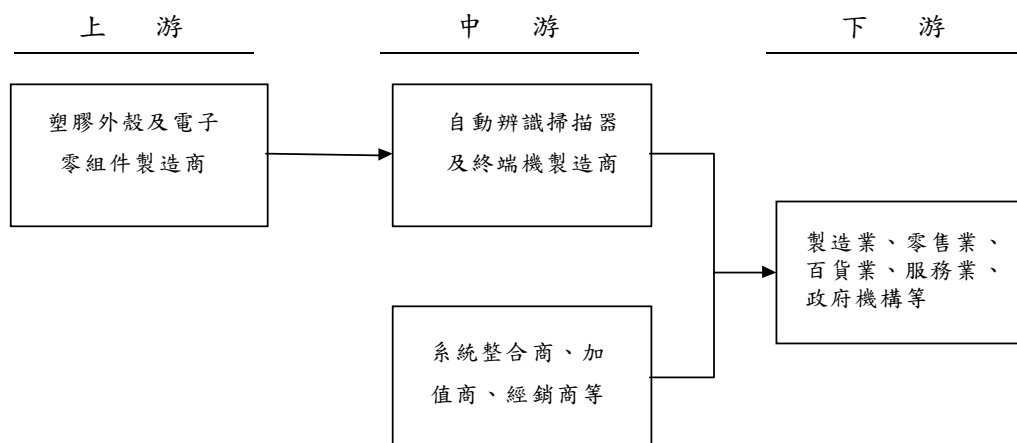 上 游
中 游
下 游
塑膠外殼及電子
零組件製造商
自動辨識掃描器
及終端機製造商
製造業、零售業、
百貨業、服務業、
政府機構等
系統整合商、加
值商、經銷商等